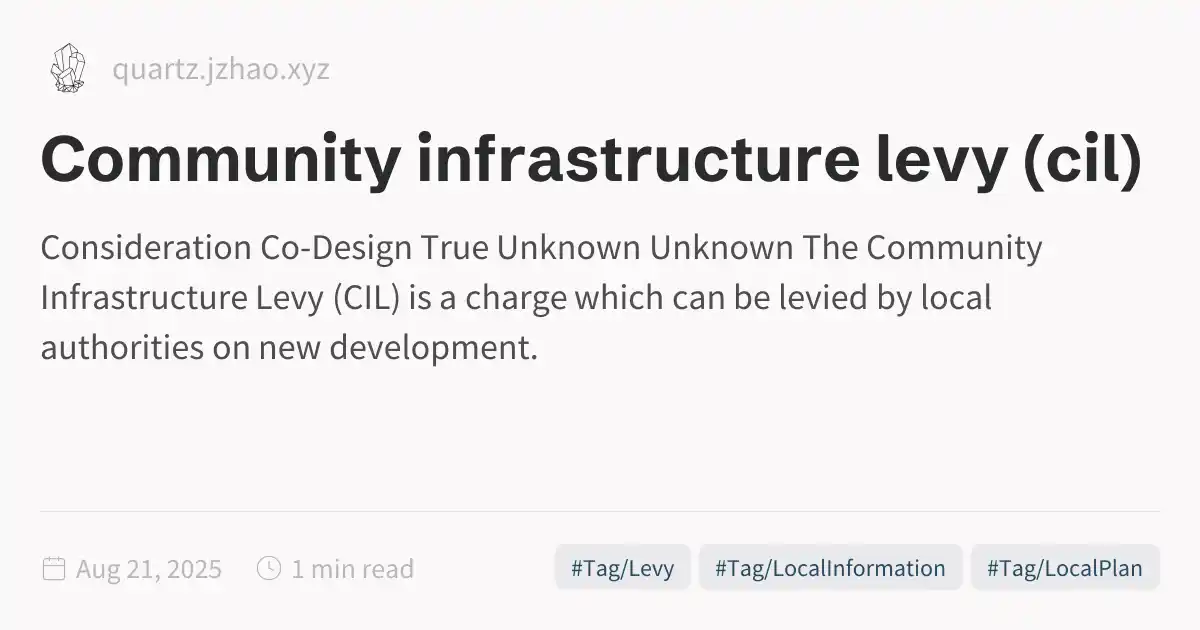 quartz.jzhao.xyz
Community infrastructure levy (cil)
Consideration Co-Design True Unknown Unknown The Community
Infrastructure Levy (CIL) is a charge which can be levied by local
authorities on new development.
Aug 21, 2025 1 min read #Tag/Levy #Tag/LocalInformation #Tag/LocalPlan